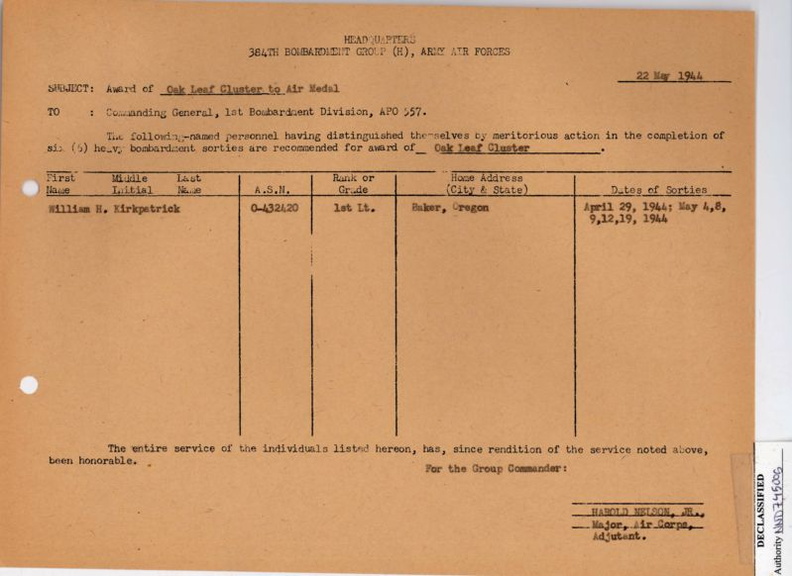 HEADQUARTERS
384TH BOMBARDMENT GROUP (H), ARMY AIR FORCES
22 May 1944
SUBJECT: Award of Oak Leaf Cluster to Air Medal
TO : Commanding General, 1st Bombardment Division, APO 557.
The following-named personnel having distinguished themselves by meritorious action in the completion of
six (6) heavy bombardment sorties are recommended for award of Oak Leaf Cluster .
First Middle Last Rank or Home Address
Name Initial Name A.S.N. Grade (City & State) Dates of Sorties
William H. Kirkpatrick 0-432420 1st Lt. Baker, Oregon April 29, 1944; May 4,8,
9,12,19, 1944
The entire service of the individuals listed hereon, has, since rendition of the service noted above,
been honorable.
For the Group Commander:
HAROLD NELSON, JR.,
Major, Air Corps,
Adjutant.
DECLASSIFIED
Authority NND745005